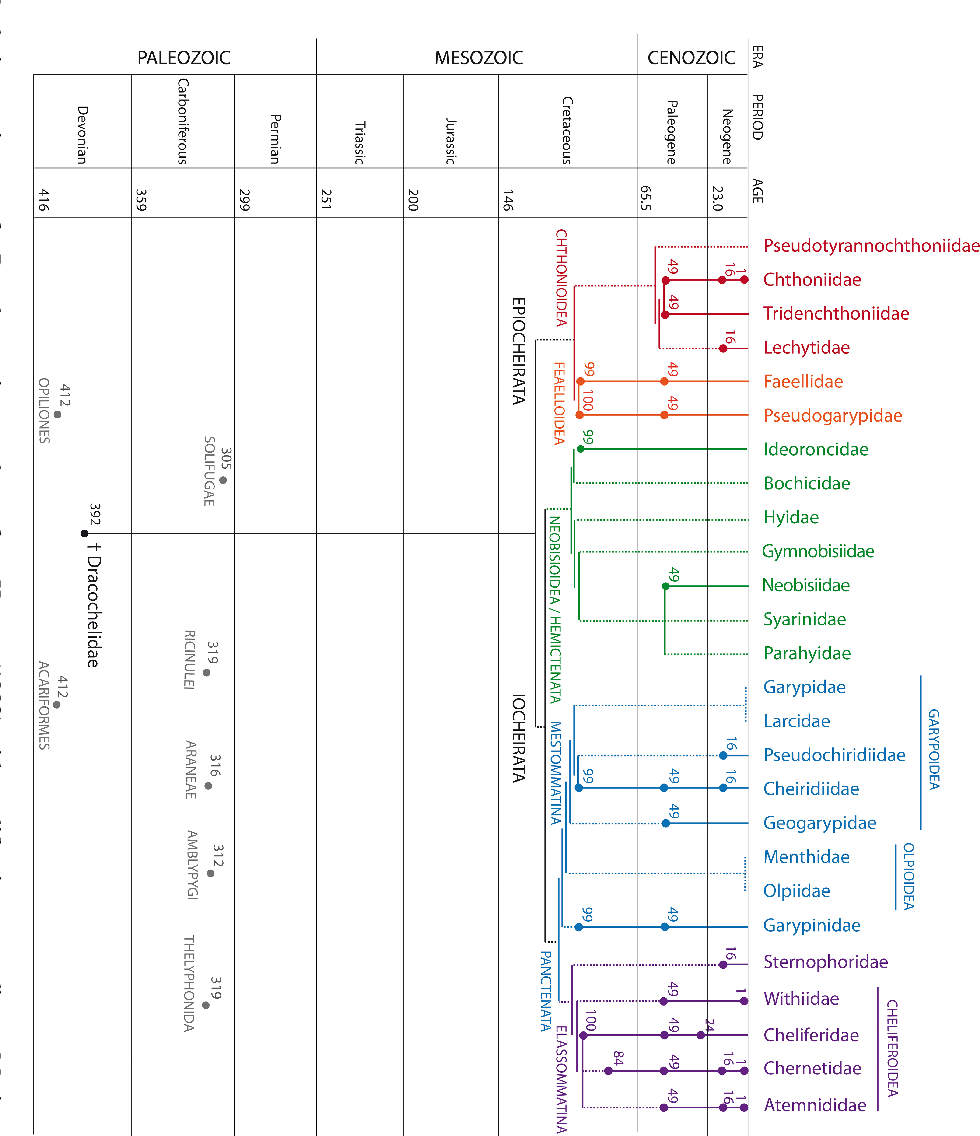 ERA
PALEOZOIC
MESOZOIC
CENOZOIC
PERIOD
Devonian
Carboniferous
Permian
Triassic
Jurassic
Cretaceous
Paleogene
Neogene
AGE
416
359
299
251
200
146
65.5
23.0
Pseudotyrannochthoniidae
49
16
1
Chthoniidae
49
Tridenchthoniidae
16
Lechytidae
99
49
Faeellidae
100
49
Pseudogarypidae
99
Ideoroncidae
Bochicidae
Hyidae
Gymnobisiidae
49
Neobisiidae
Syarinidae
Parahyidae
Garypidae
Larcidae
16
Pseudochiridiidae
99
49
16
Cheiridiidae
49
Geogarypidae
Menthidae
Olpiidae
99
49
Garypinidae
16
Sternophoridae
49
1
Withiidae
100
49
24
Cheliferidae
84
49
16
1
Chernetidae
49
16
1
Atemnididae
GARYPOIDEA
OLPIOIDEA
CHELIFEROIDEA
CHTHONIOIDEA
FEAELLOIDEA
EPIOCHEIRATA
NEOBISIOIDEA / HEMICTENATA
IOCHEIRATA
MESTOMMATINA
PANCTENATA
ELASSOMMATINA
412
OPILIONES
305
SOLIFUGAE
392
† Dracochelidae
319
RICINULEI
412
ACARIFORMES
316
ARANEAE
312
AMBLYPYGI
319
THELYPHONIDA